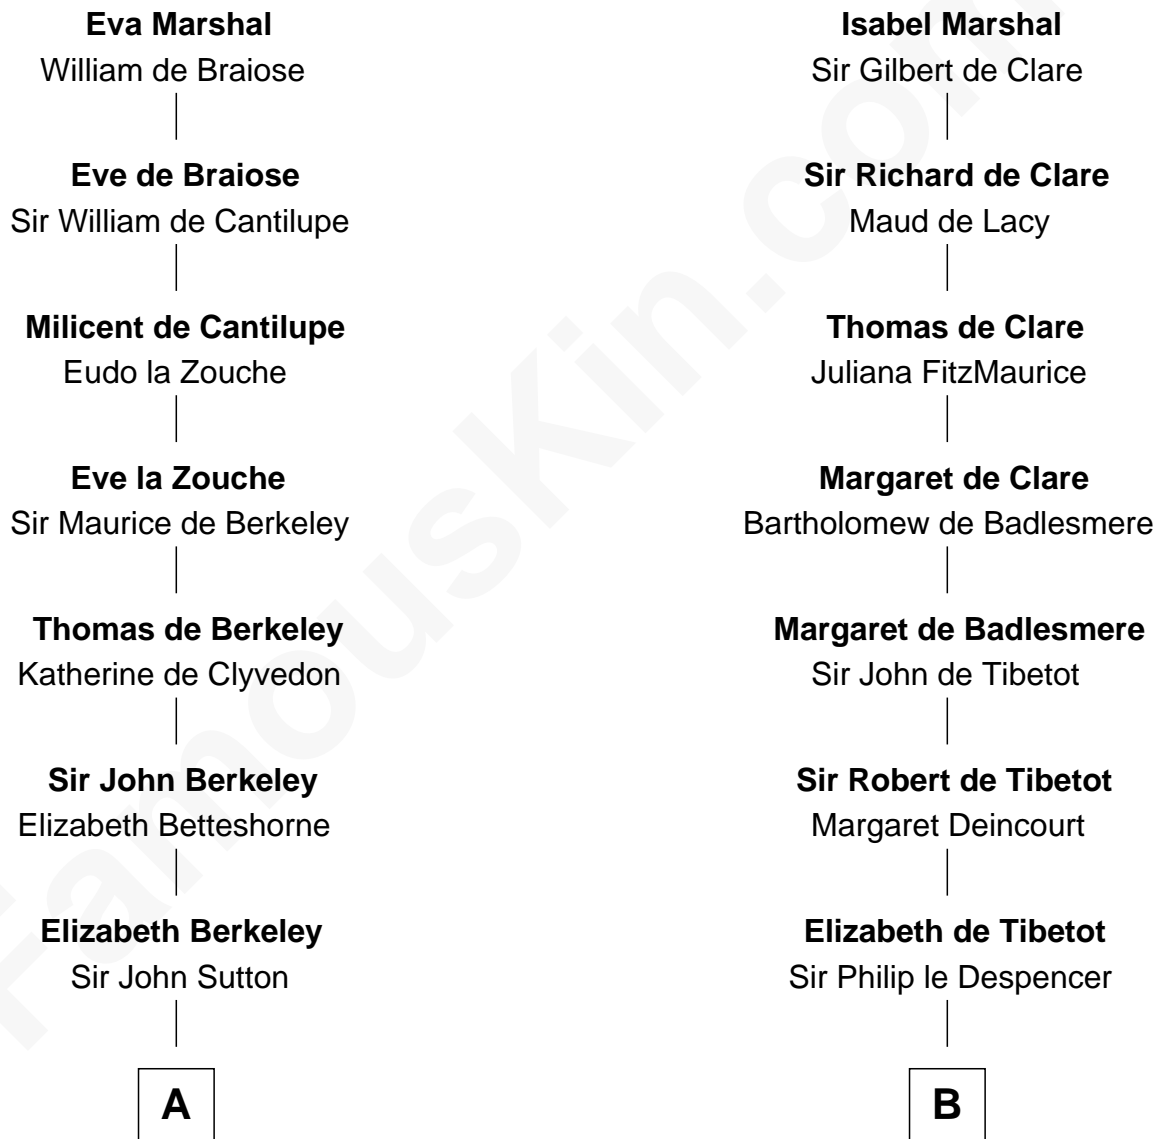 Eva Marshal
William de Braiose
Eve de Braiose
Sir William de Cantilupe
Milicent de Cantilupe
Eudo la Zouche
Eve la Zouche
Sir Maurice de Berkeley
Thomas de Berkeley
Katherine de Clyvedon
Sir John Berkeley
Elizabeth Betteshorne
Elizabeth Berkeley
Sir John Sutton
A
Isabel Marshal
Sir Gilbert de Clare
Sir Richard de Clare
Maud de Lacy
Thomas de Clare
Juliana FitzMaurice
Margaret de Clare
Bartholomew de Badlesmere
Margaret de Badlesmere
Sir John de Tibetot
Sir Robert de Tibetot
Margaret Deincourt
Elizabeth de Tibetot
Sir Philip le Despencer
B
FamousKin.com